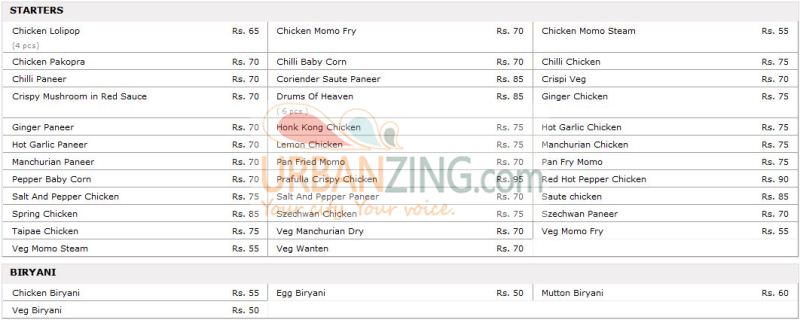 STARTERS
Chicken Lolipop Rs. 65 Chicken Momo Fry Rs. 70 Chicken Momo Steam Rs. 55
(4 pcs)
Chicken Pakopra Rs. 70 Chilli Baby Corn Rs. 70 Chilli Chicken Rs. 75
Chilli Paneer Rs. 70 Coriender Saute Paneer Rs. 85 Crispi Veg Rs. 70
Crispy Mushroom in Red Sauce Rs. 70 Drums Of Heaven Rs. 85 Ginger Chicken Rs. 75
(6 pcs)
Ginger Paneer Rs. 70 Honk Kong Chicken Rs. 75 Hot Garlic Chicken Rs. 75
Hot Garlic Paneer Rs. 70 Lemon Chicken Rs. 75 Manchurian Chicken Rs. 75
Manchurian Paneer Rs. 70 Pan Fried Momo Rs. 75 Pan Fry Momo Rs. 75
Pepper Baby Corn Rs. 70 Prafulla Crispy Chicken Rs. 95 Red Hot Pepper Chicken Rs. 90
Salt And Pepper Chicken Rs. 75 Salt And Pepper Paneer Rs. 75 Saute chicken Rs. 85
Spring Chicken Rs. 85 Szechwan Chicken Rs. 75 Szechwan Paneer Rs. 70
Taipae Chicken Rs. 75 Veg Manchurian Dry Rs. 70 Veg Momo Fry Rs. 55
Veg Momo Steam Rs. 55 Veg Wanten Rs. 70
URBANZING.com
Your city. Your voice.
BIRYANI
Chicken Biryani Rs. 55 Egg Biryani Rs. 50 Mutton Biryani Rs. 60
Veg Biryani Rs. 50